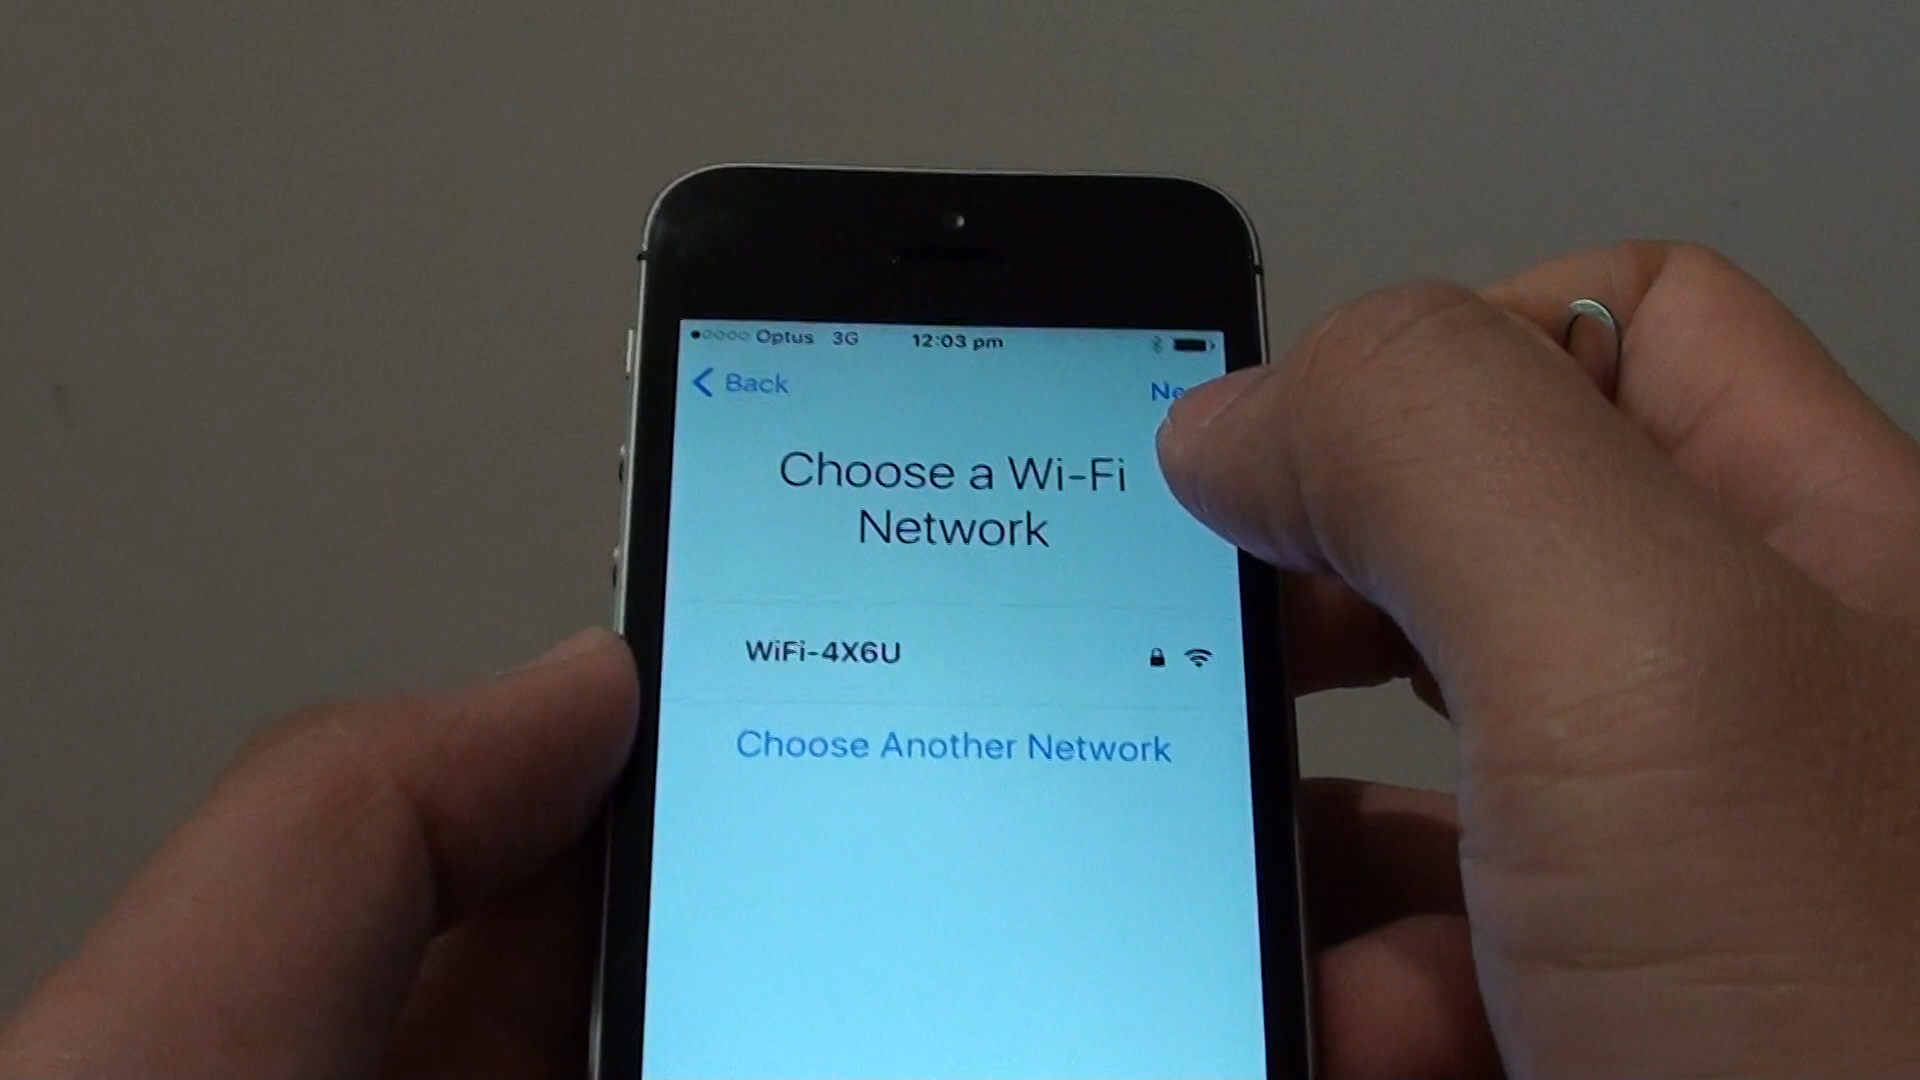 Optus 3G 12:03 pm
Back
Choose a Wi-Fi
Network
WiFi-4X6U
Choose Another Network